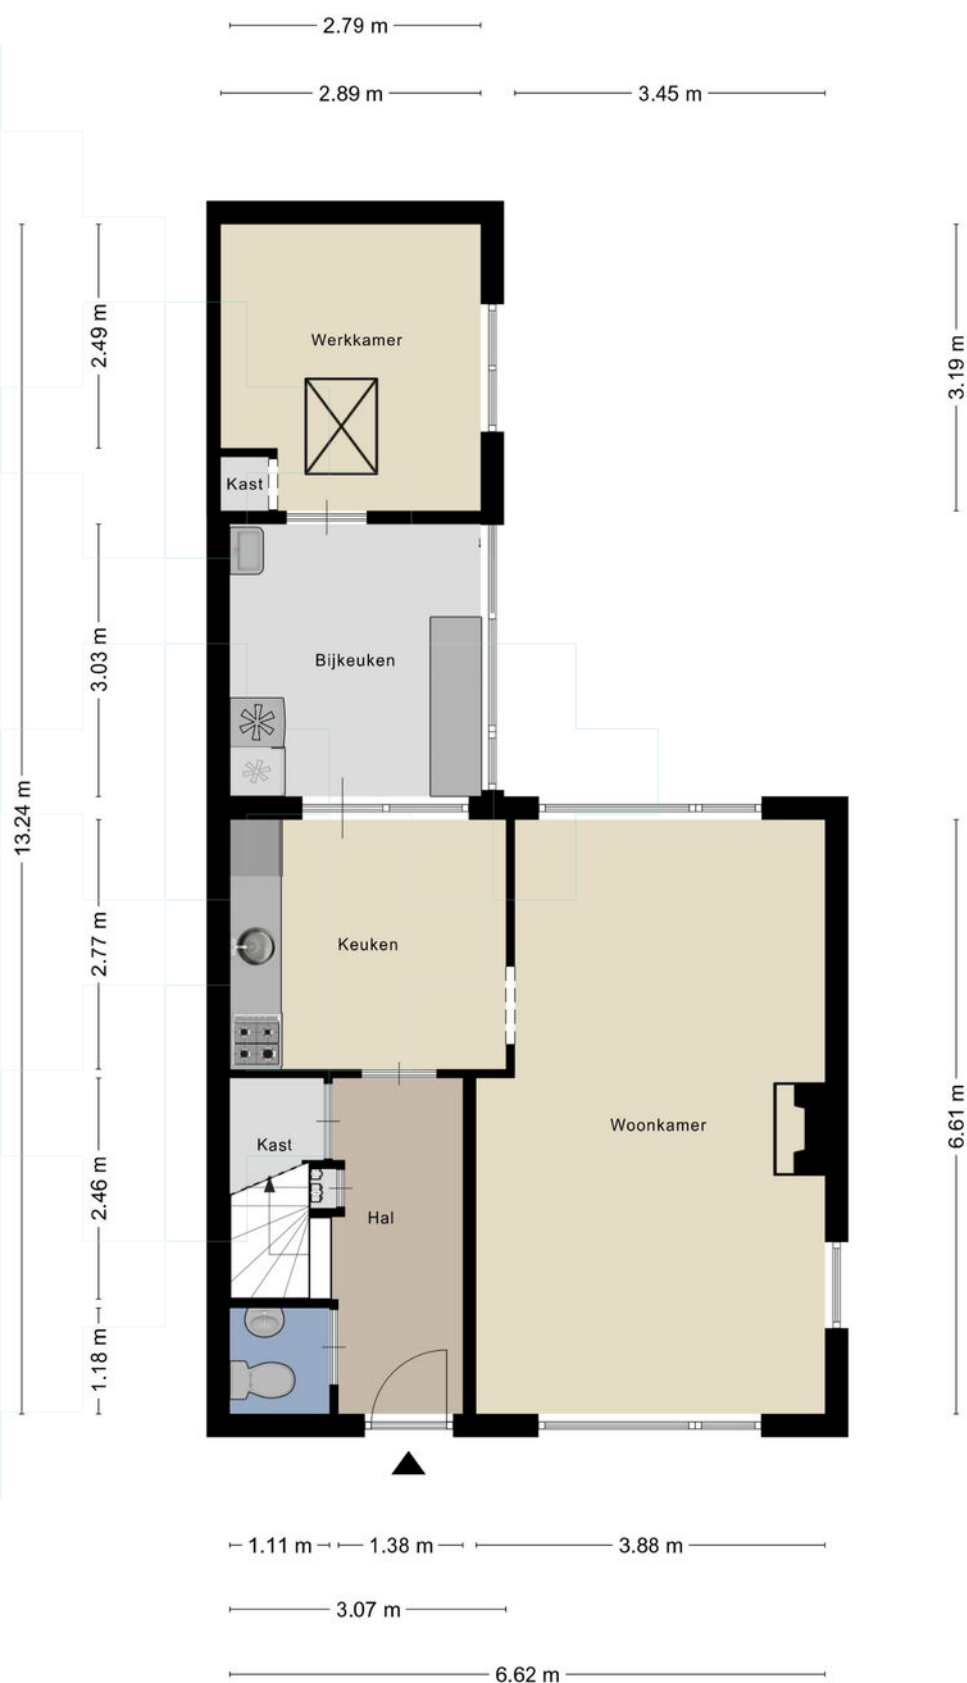 2.79 m
2.89 m
3.45 m
Werkkamer
2.49 m
3.19 m
Kast
3.03 m
Bijkeuken
13.24 m
2.77 m
Keuken
6.61 m
Woonkamer
Kast
2.46 m
Hal
1.18 m
1.11 m
1.38 m
3.88 m
3.07 m
6.62 m